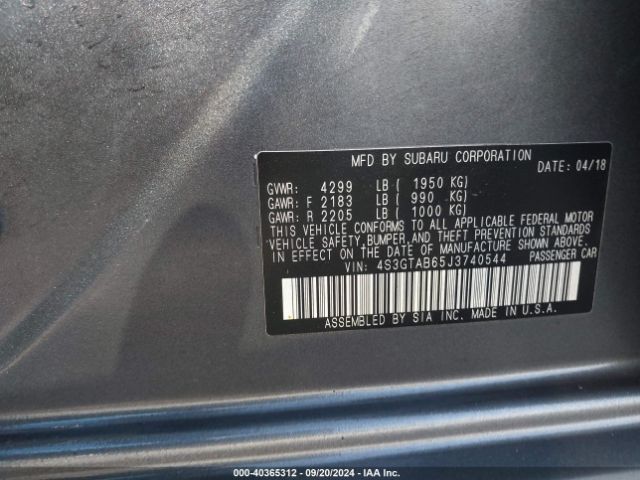 MFD BY SUBARU CORPORATION
DATE: 04/18
GVWR: 4299 LB ( 1950 KG)
GAWR: F 2183 LB ( 990 KG)
GAWR: R 2205 LB ( 1000 KG)
THIS VEHICLE CONFORMS TO ALL APPLICABLE FEDERAL MOTOR
VEHICLE SAFETY, BUMPER, AND THEFT PREVENTION STANDARDS
IN EFFECT ON THE DATE OF MANUFACTURE SHOWN ABOVE.
VIN: 4S3GTAB65J3740544 PASSENGER CAR
ASSEMBLED BY SIA INC. MADE IN U.S.A.
000-40365312 - 09/20/2024 - IAA Inc.